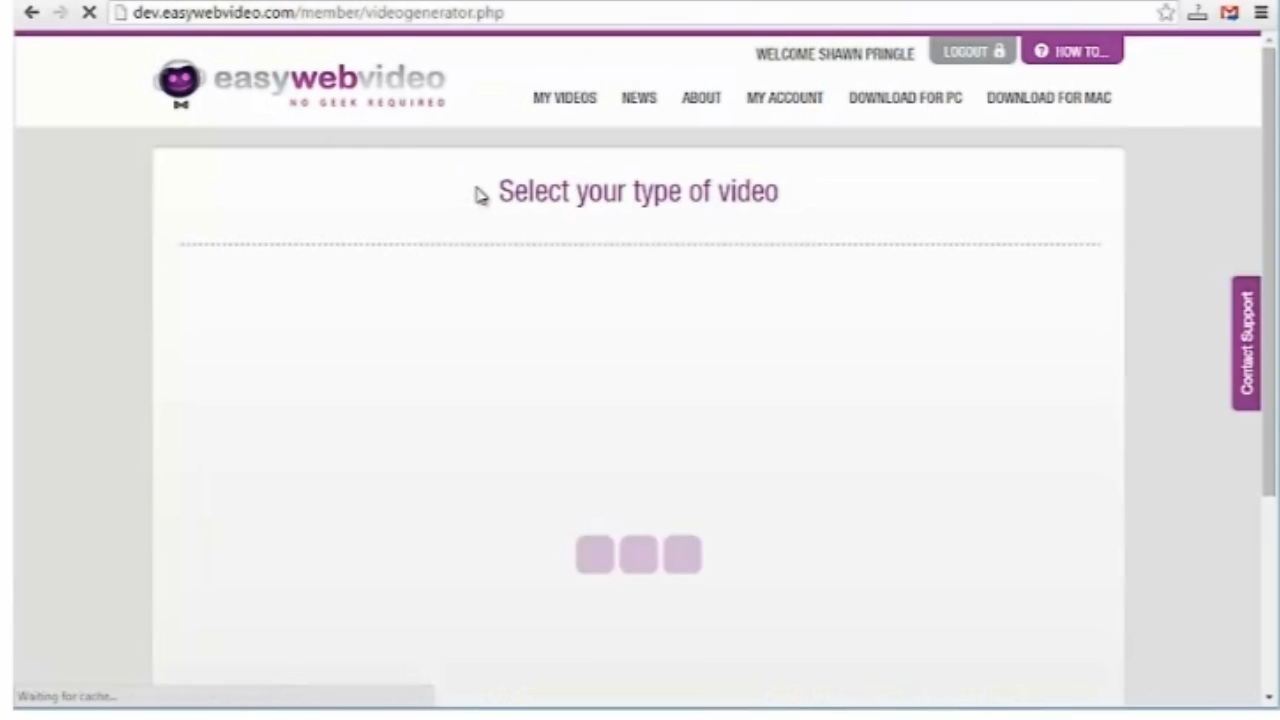 dev.easywebvideo.com/member/videogenerator.php
WELCOME SHAWN PRINGLE
LOGOUT
? HOW TO...
easywebvideo
NO GEEK REQUIRED
MY VIDEOS
NEWS
ABOUT
MY ACCOUNT
DOWNLOAD FOR PC
DOWNLOAD FOR MAC
Select your type of video
Contact Support
Waiting for cache...